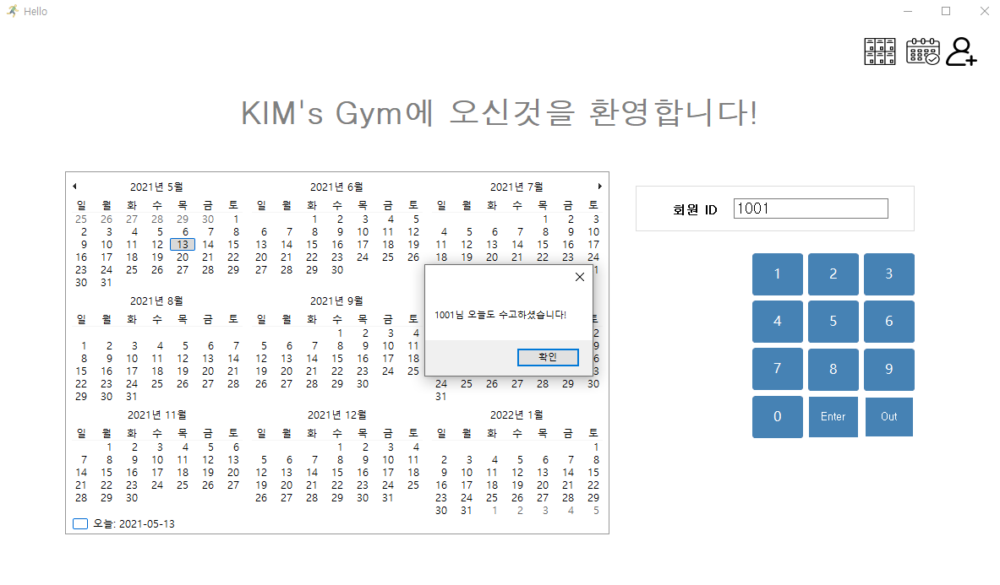 Hello
KIM's Gym에 오신것을 환영합니다!
2021년 5월
일 월 화 수 목 금 토
25 26 27 28 29 30 1
2 3 4 5 6 7 8
9 10 11 12 13 14 15
16 17 18 19 20 21 22
23 24 25 26 27 28 29
30 31
2021년 6월
일 월 화 수 목 금 토
1 2 3 4 5
6 7 8 9 10 11 12
13 14 15 16 17 18 19
20 21 22 23 24 25 26
27 28 29 30
2021년 7월
일 월 화 수 목 금 토
1 2 3
4 5 6 7 8 9 10
11 12 13 14 15 16 17
18 19 20 21 22 23 24
2021년 8월
일 월 화 수 목 금 토
1 2 3 4 5 6 7
8 9 10 11 12 13 14
15 16 17 18 19 20 21
22 23 24 25 26 27 28
29 30 31
2021년 9월
일 월 화 수 목 금 토
1 2 3 4
5 6 7 8 9 10 11
12 13 14 15 16 17 18
19 20 21 22 23 24 25
26 27 28 29 30
2
9
24 25 26 27 28 29 30
31
2021년 11월
일 월 화 수 목 금 토
1 2 3 4 5 6
7 8 9 10 11 12 13
14 15 16 17 18 19 20
21 22 23 24 25 26 27
28 29 30
2021년 12월
일 월 화 수 목 금 토
1 2 3 4
5 6 7 8 9 10 11
12 13 14 15 16 17 18
19 20 21 22 23 24 25
26 27 28 29 30 31
2022년 1월
일 월 화 수 목 금 토
1
2 3 4 5 6 7 8
9 10 11 12 13 14 15
16 17 18 19 20 21 22
23 24 25 26 27 28 29
30 31 1 2 3 4 5
오늘: 2021-05-13
1001님 오늘도 수고하셨습니다!
확인
회원 ID 1001
1 2 3
4 5 6
7 8 9
0 Enter Out